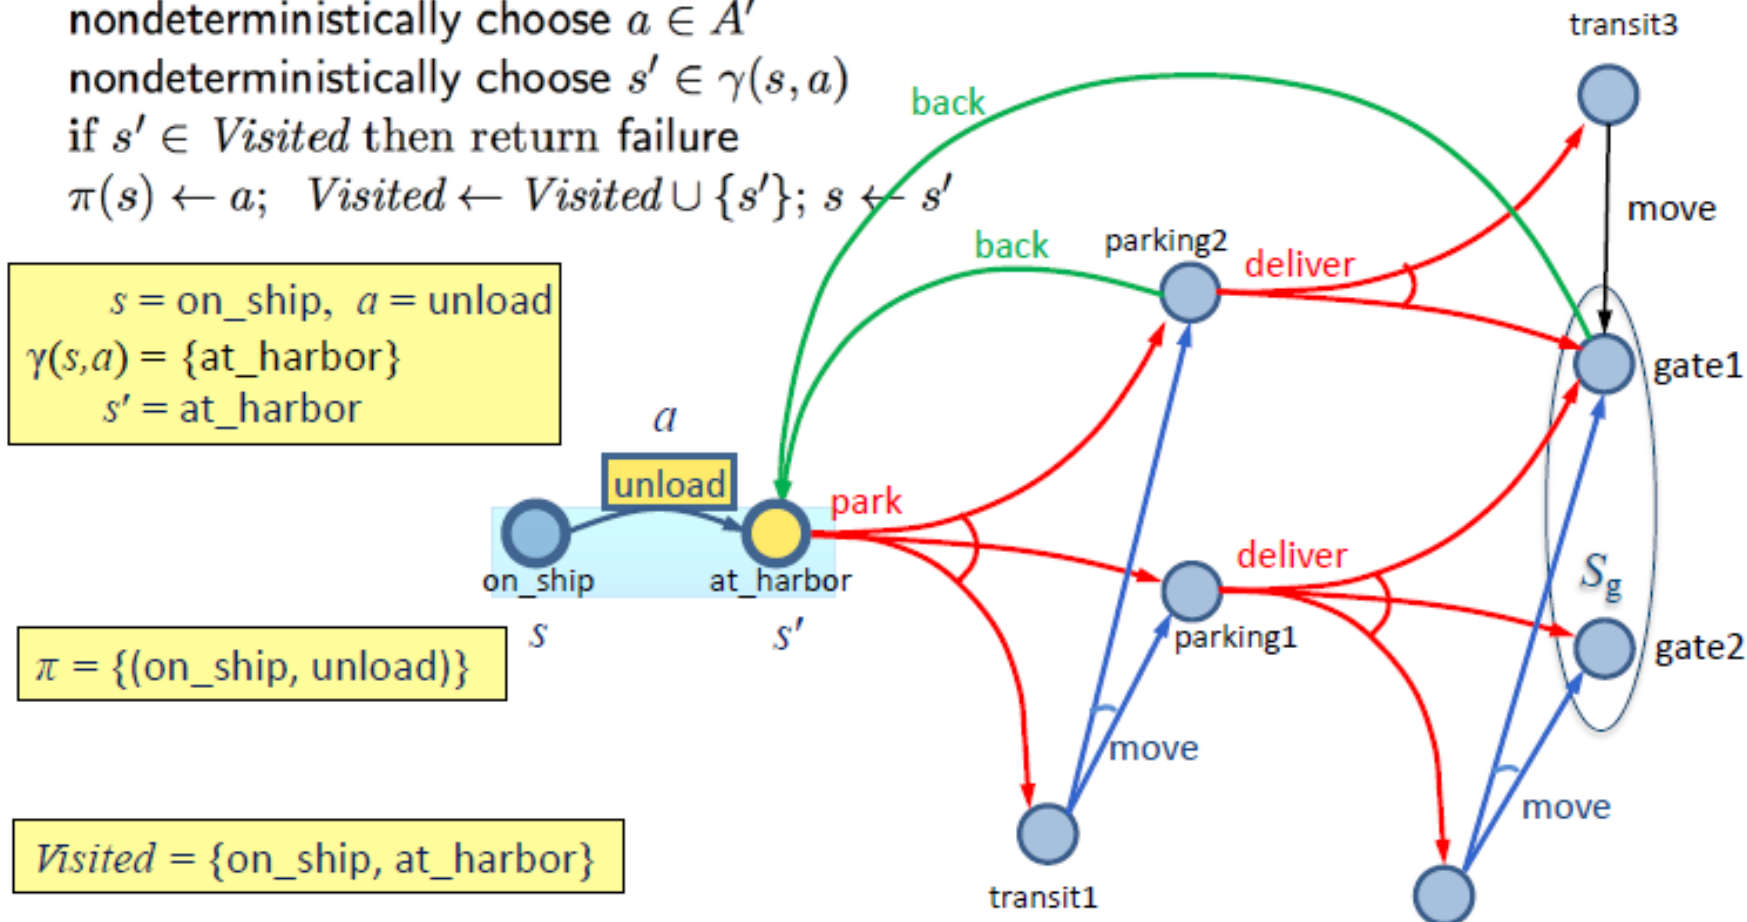 nondeterministically choose a ∈ A′
nondeterministically choose s′ ∈ γ(s, a)
if s′ ∈ Visited then return failure
π(s) ← a; Visited ← Visited ∪ {s′}; s ← s′
s = on_ship, a = unload
γ(s,a) = {at_harbor}
s′ = at_harbor
π = {(on_ship, unload)}
Visited = {on_ship, at_harbor}
a
unload
on_ship
s
at_harbor
s′
park
back
back
parking2
deliver
transit3
move
gate1
deliver
parking1
S_g
gate2
move
transit1
move